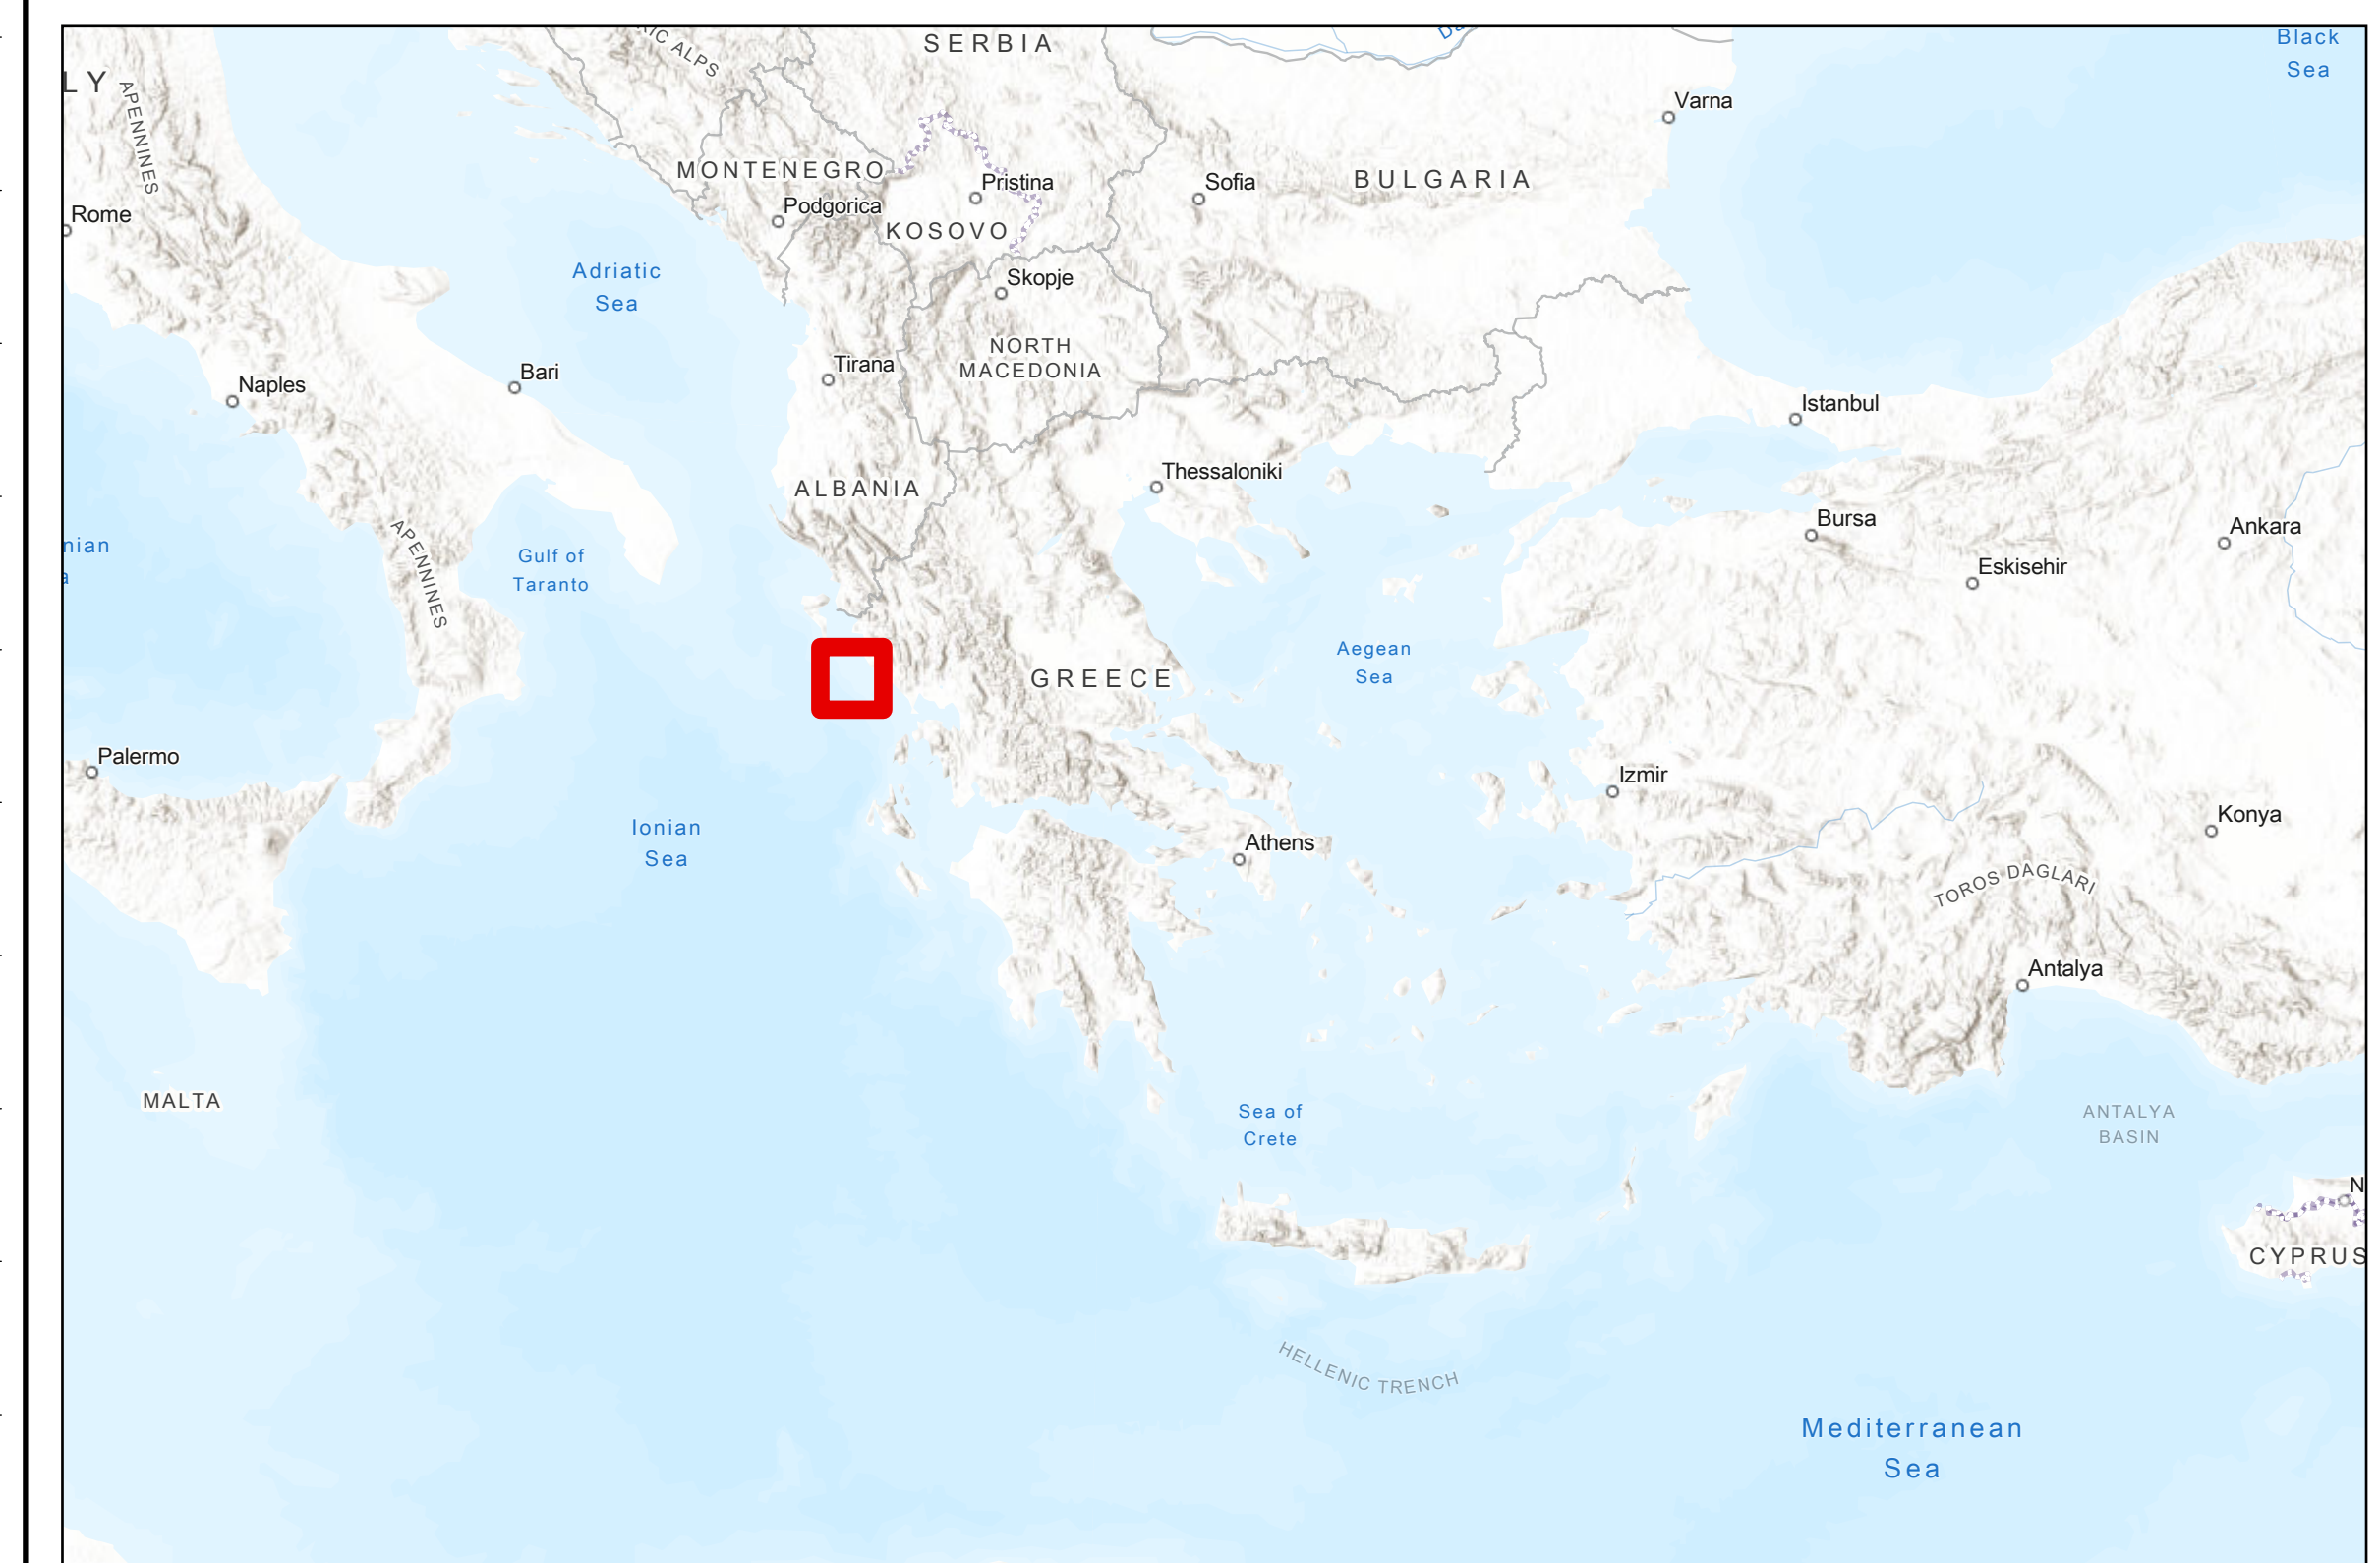 SERBIA
Black
Sea
LY
APENNINES
Varna
MONTENEGRO
Pristina
Sofia
BULGARIA
Rome
Podgorica
KOSOVO
Adriatic
Sea
Skopje
NORTH
MACEDONIA
Tirana
Bari
Naples
Istanbul
Thessaloniki
ALBANIA
Bursa
Ankara
APENNINES
Gulf of
Taranto
nian
Eskisehir
Aegean
Sea
GREECE
Palermo
Izmir
Konya
Ionian
Sea
Athens
TOROS DAGLARI
Antalya
MALTA
Sea of
Crete
ANTALYA
BASIN
N
CYPRUS
HELLENIC TRENCH
Mediterranean
Sea